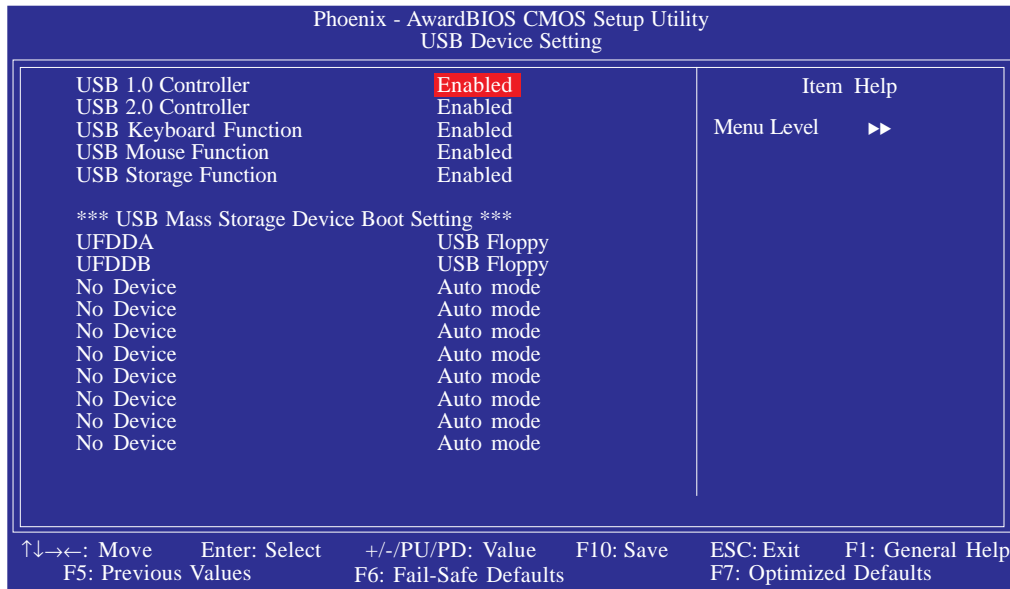 Phoenix - AwardBIOS CMOS Setup Utility
USB Device Setting
USB 1.0 Controller Enabled
USB 2.0 Controller Enabled
USB Keyboard Function Enabled
USB Mouse Function Enabled
USB Storage Function Enabled
*** USB Mass Storage Device Boot Setting ***
UFDDA USB Floppy
UFDDB USB Floppy
No Device Auto mode
No Device Auto mode
No Device Auto mode
No Device Auto mode
No Device Auto mode
No Device Auto mode
No Device Auto mode
No Device Auto mode
Item Help
Menu Level ▶▶
↑↓→←: Move Enter: Select +/-/PU/PD: Value F10: Save ESC: Exit F1: General Help
F5: Previous Values F6: Fail-Safe Defaults F7: Optimized Defaults